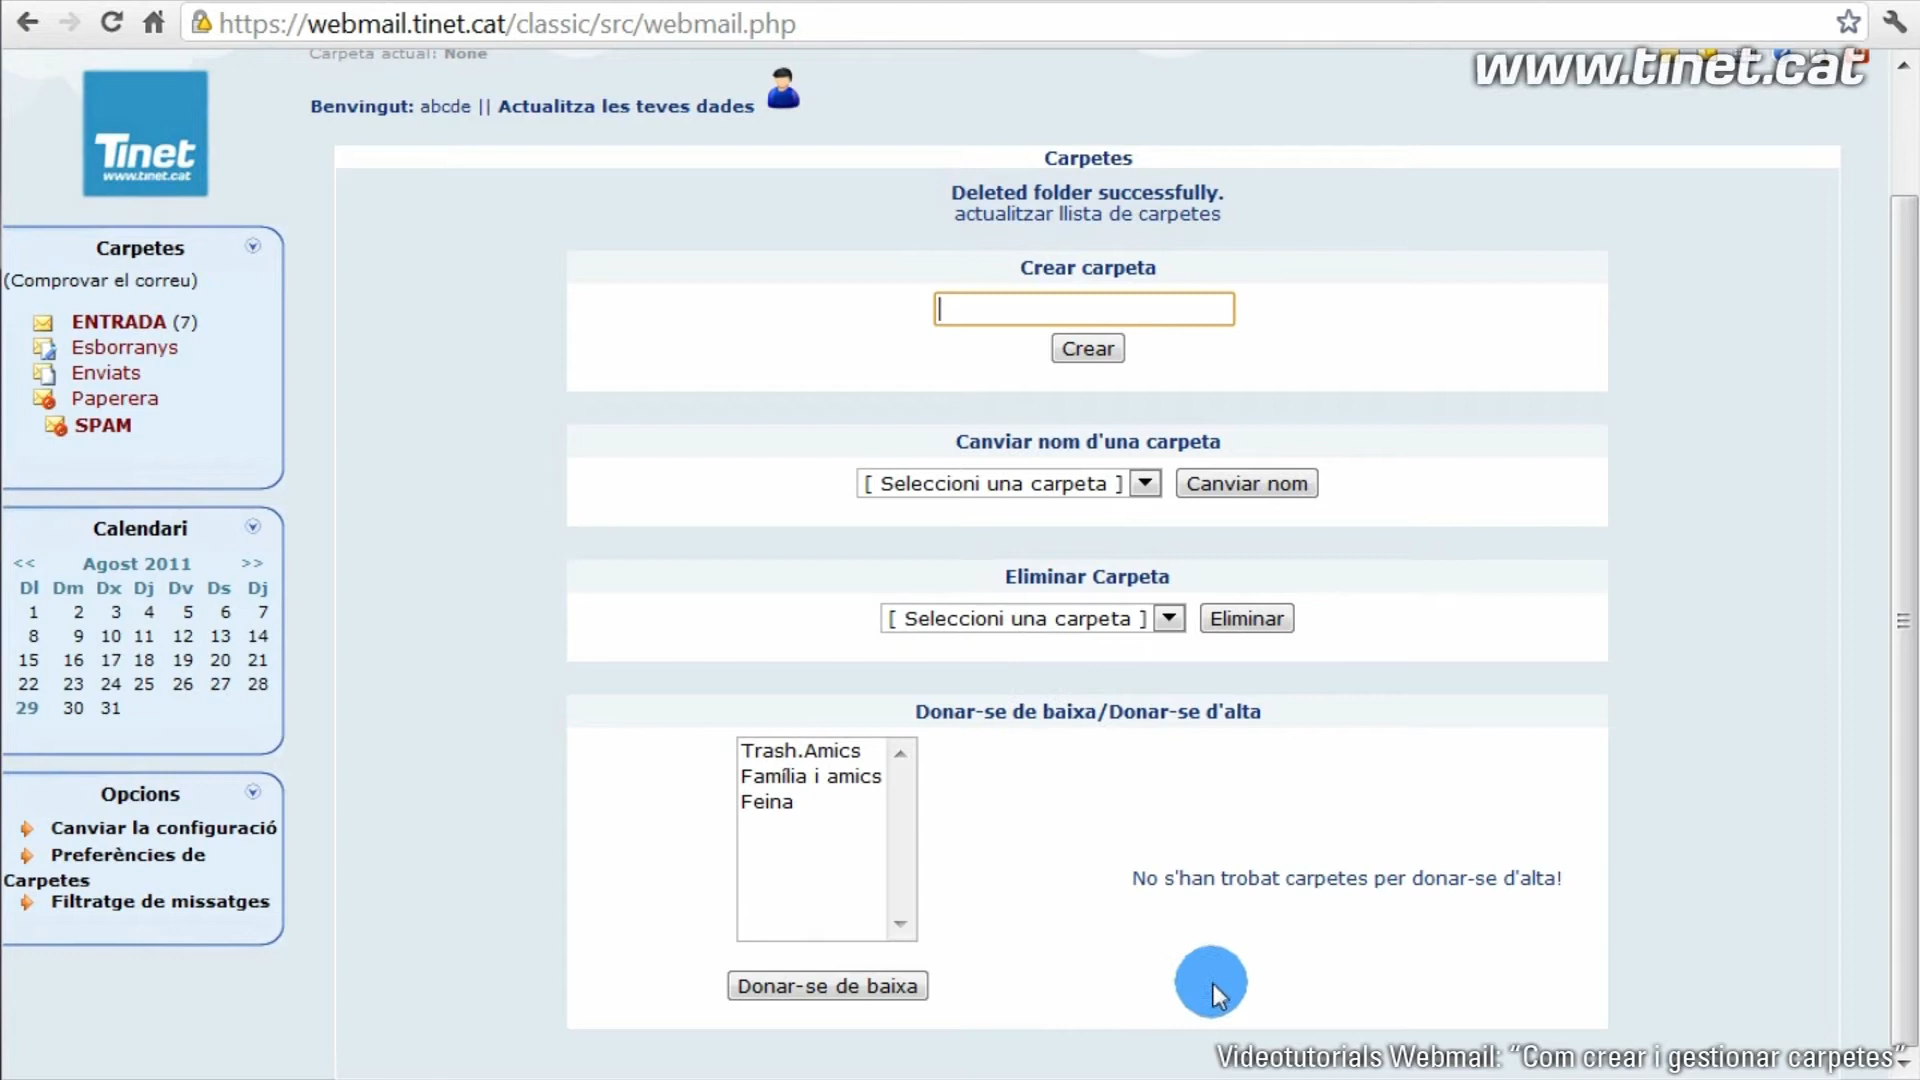 https://webmail.tinet.cat/classic/src/webmail.php
Carpeta actual: None
www.tinet.cat
Benvingut: abcde || Actualitza les teves dades
Tinet
www.tinet.cat
Carpetes
(Comprovar el correu)
ENTRADA (7)
Esborranys
Enviats
Paperera
SPAM
Calendari
<< Agost 2011 >>
Dl Dm Dx Dj Dv Ds Dj
1 2 3 4 5 6 7
8 9 10 11 12 13 14
15 16 17 18 19 20 21
22 23 24 25 26 27 28
29 30 31
Opcions
Canviar la configuració
Preferències de
Carpetes
Filtratge de missatges
Carpetes
Deleted folder successfully.
actualitzar llista de carpetes
Crear carpeta
Crear
Canviar nom d'una carpeta
[ Seleccioni una carpeta ] Canviar nom
Eliminar Carpeta
[ Seleccioni una carpeta ] Eliminar
Donar-se de baixa/Donar-se d'alta
Trash.Amics
Família i amics
Feina
No s'han trobat carpetes per donar-se d'alta!
Donar-se de baixa
Videotutorials Webmail: “Com crear i gestionar carpetes”